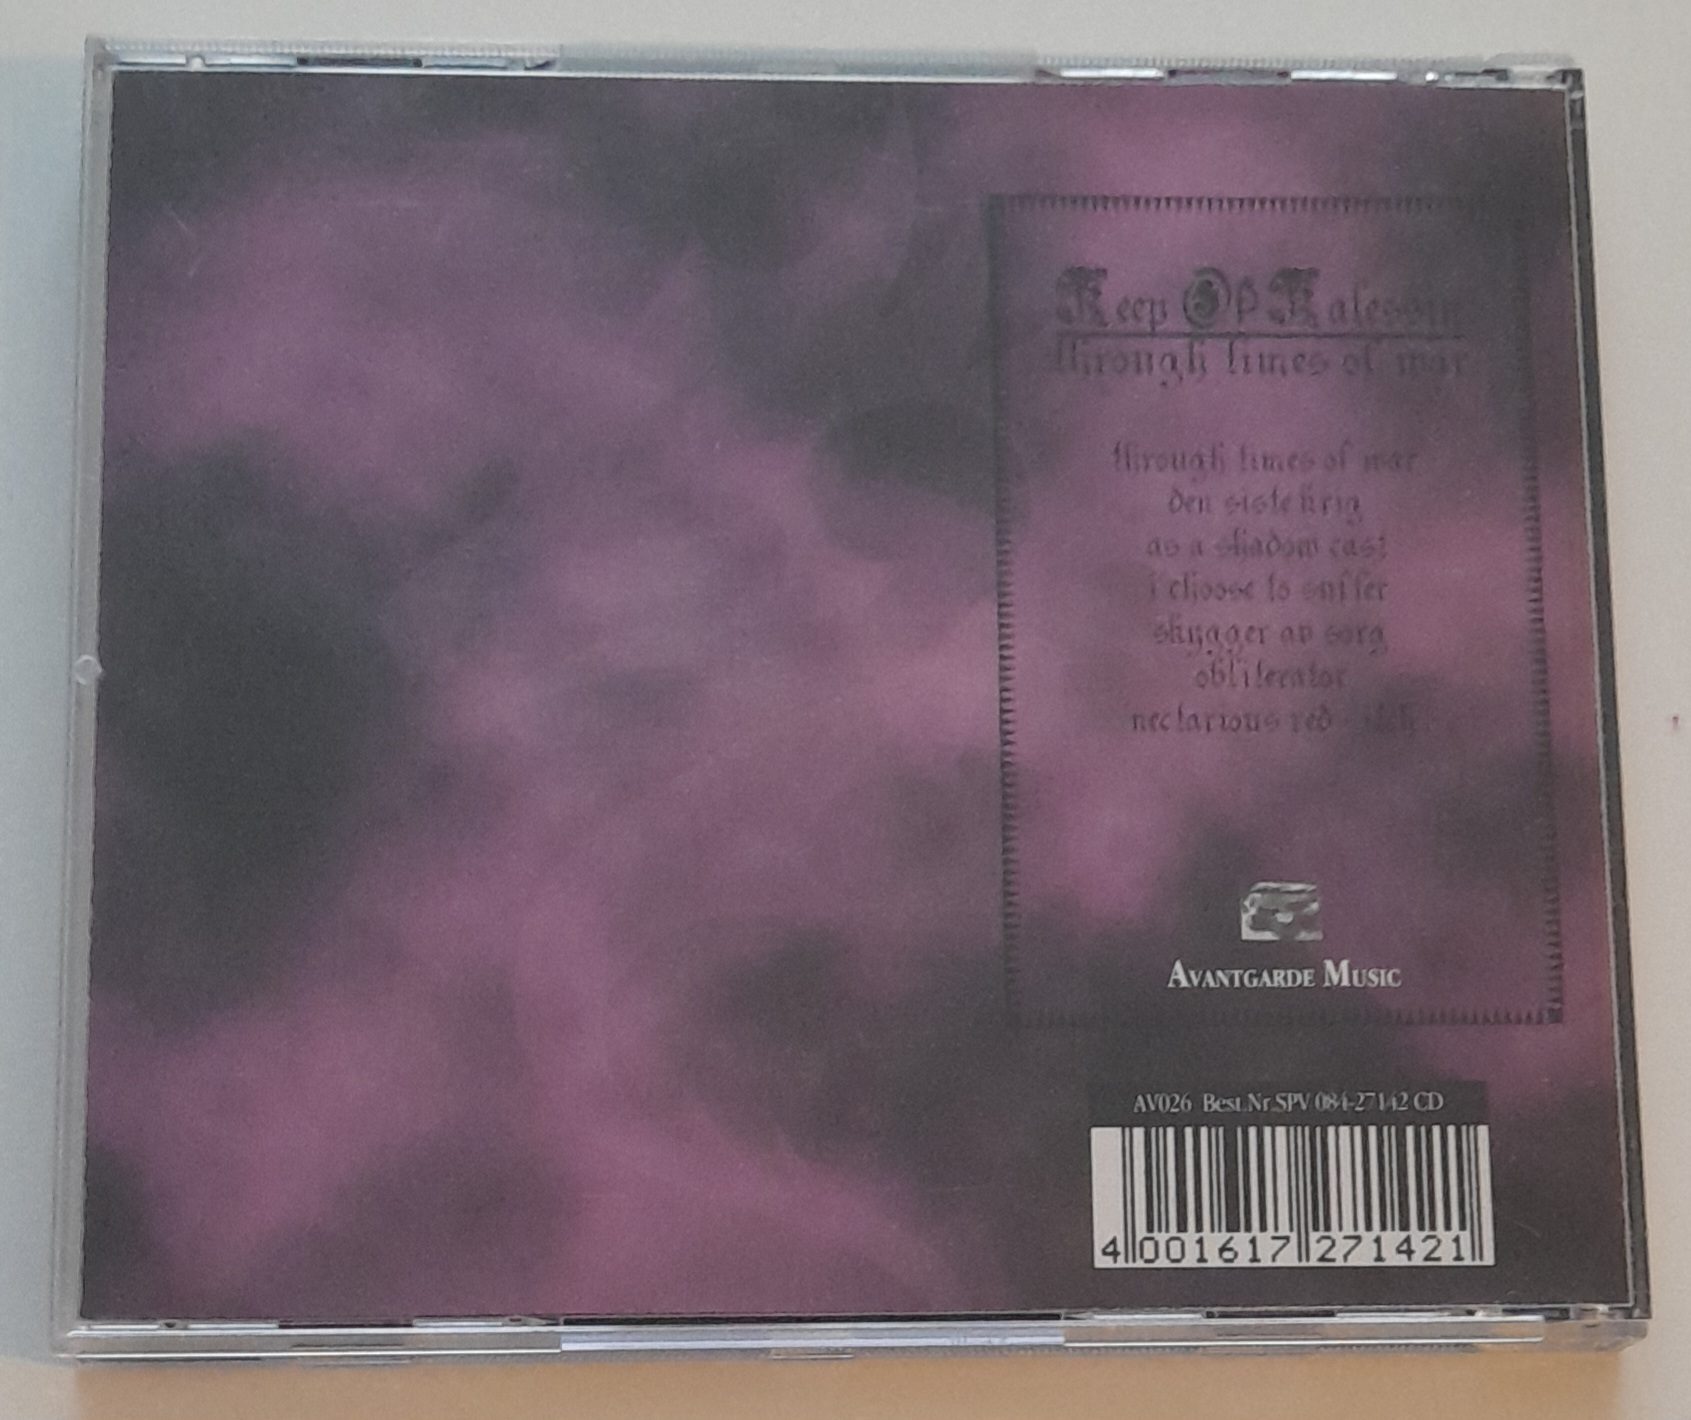 Keep Of Kalessin
through times of war
through times of war
den siste krig
as a shadow cast
i choose to suffer
skygger av sorg
obliterator
nectarious red
AVANTGARDE MUSIC
AV026 Best.Nr.SPV 084-27142 CD
4 001617 271421